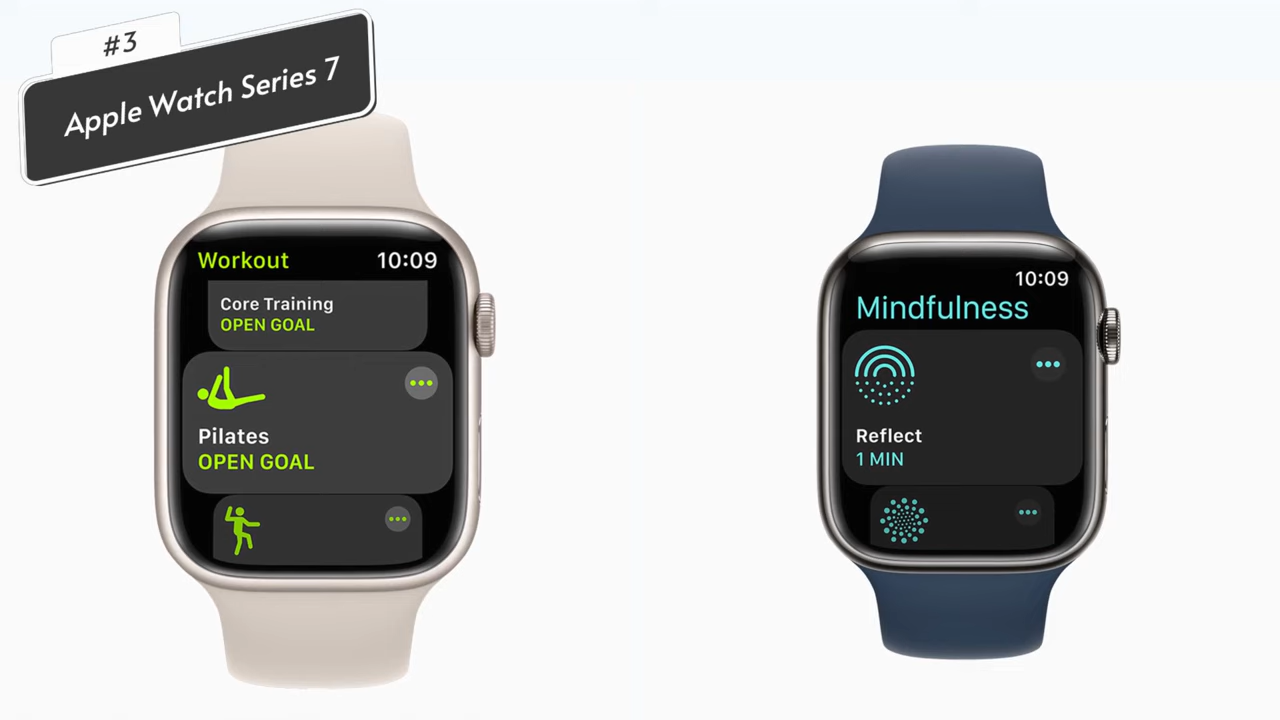 #3
Apple Watch Series 7
Workout
10:09
Core Training
OPEN GOAL
Pilates
OPEN GOAL
10:09
Mindfulness
Reflect
1 MIN